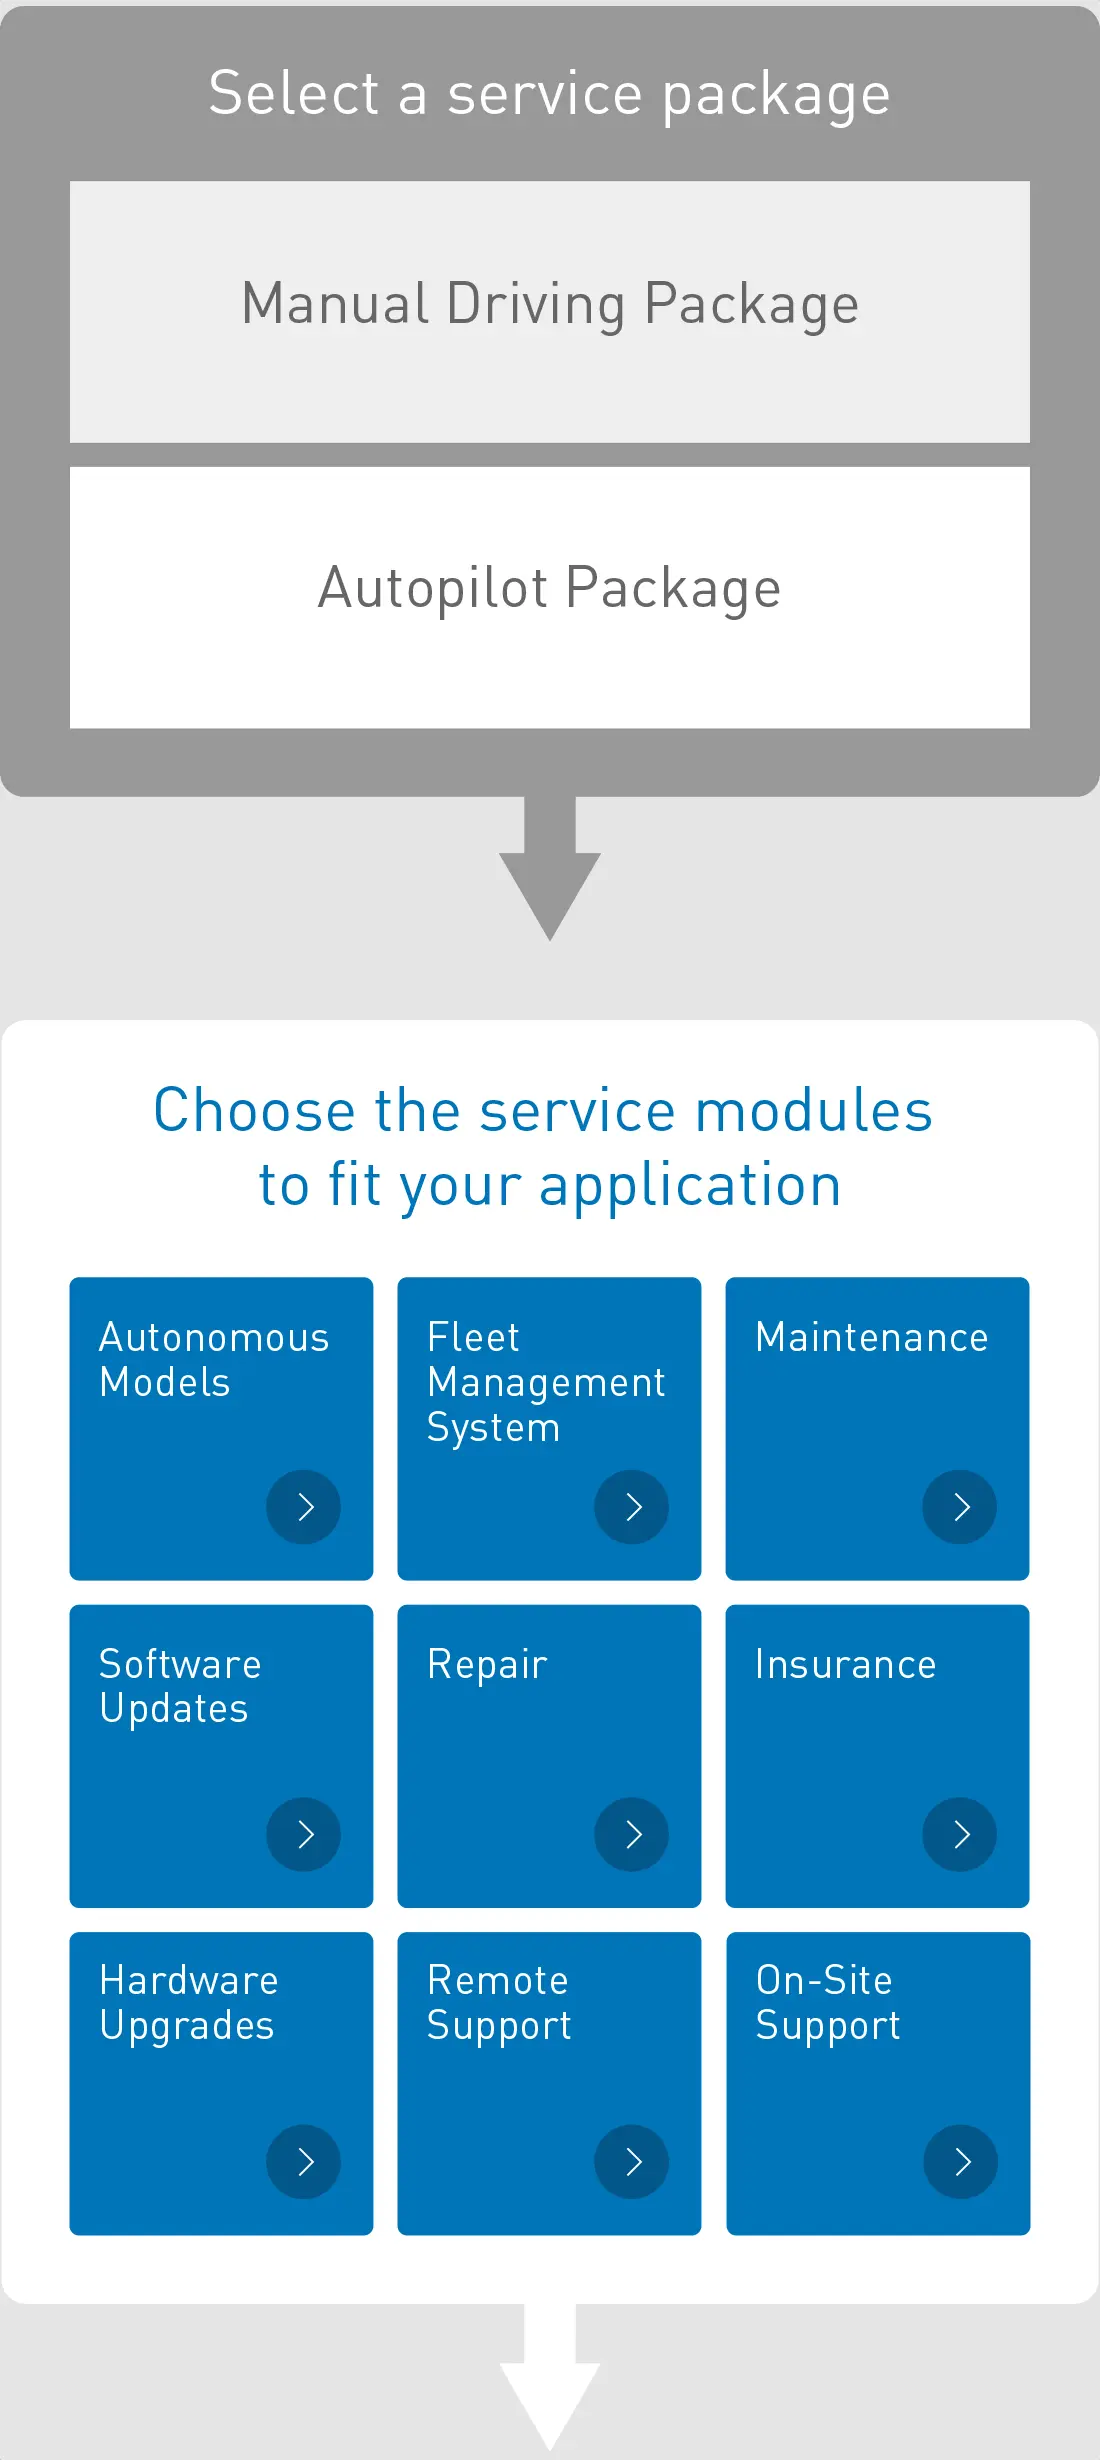 Select a service package
Manual Driving Package
Autopilot Package
Choose the service modules
to fit your application
Autonomous
Models
Fleet
Management
System
Maintenance
Software
Updates
Repair
Insurance
Hardware
Upgrades
Remote
Support
On-Site
Support